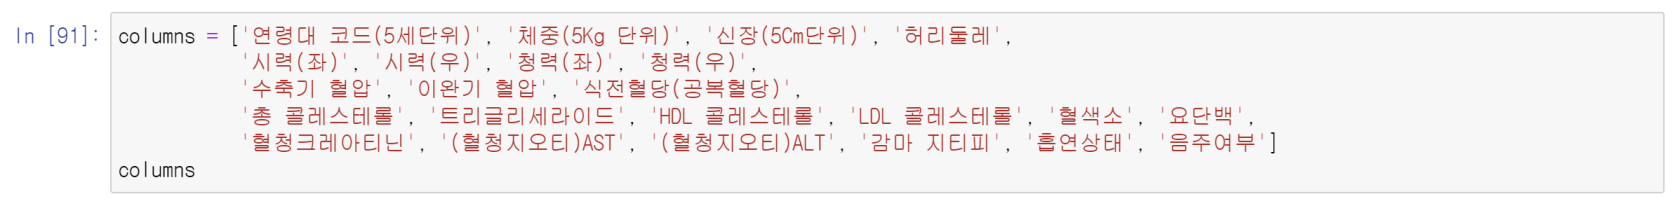 In [91]: columns = ['연령대 코드(5세단위)', '체중(5Kg 단위)', '신장(5Cm단위)', '허리둘레',
'시력(좌)', '시력(우)', '청력(좌)', '청력(우)',
'수축기 혈압', '이완기 혈압', '식전혈당(공복혈당)',
'총 콜레스테롤', '트리글리세라이드', 'HDL 콜레스테롤', 'LDL 콜레스테롤', '혈색소', '요단백',
'혈청크레아티닌', '(혈청지오티)AST', '(혈청지오티)ALT', '감마 지티피', '흡연상태', '음주여부']
columns